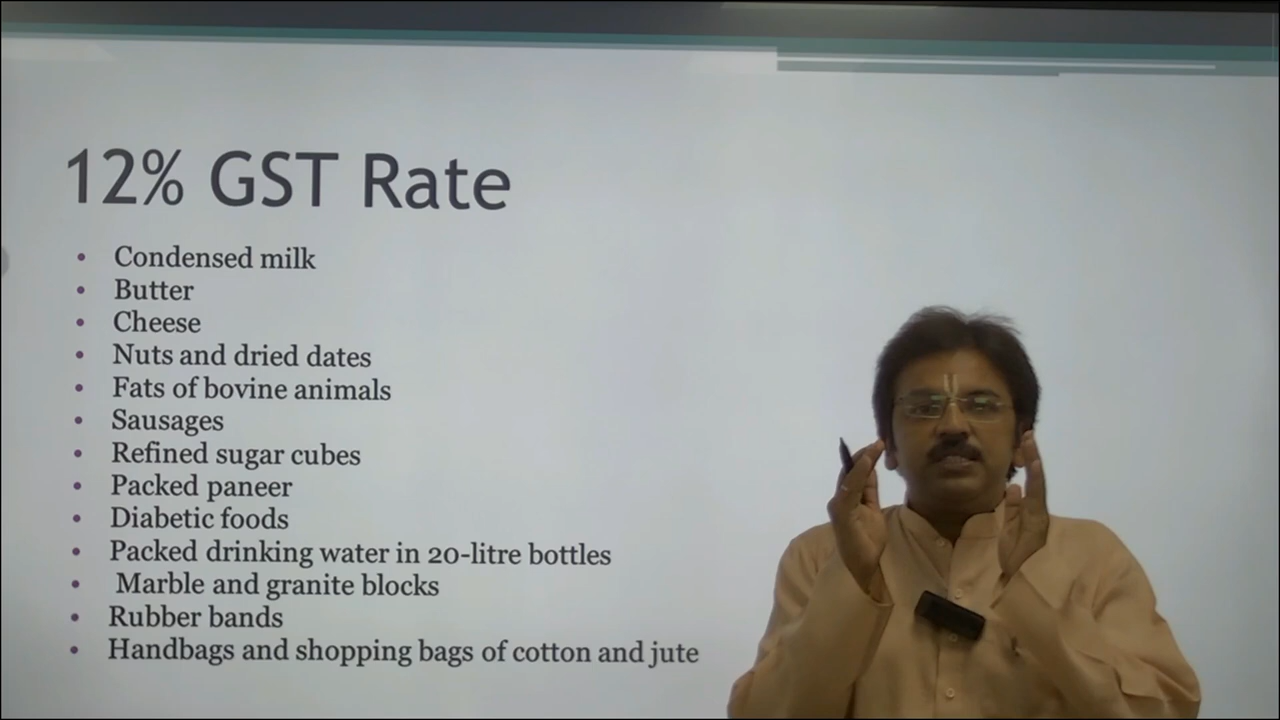 12% GST Rate
• Condensed milk
• Butter
• Cheese
• Nuts and dried dates
• Fats of bovine animals
• Sausages
• Refined sugar cubes
• Packed paneer
• Diabetic foods
• Packed drinking water in 20-litre bottles
• Marble and granite blocks
• Rubber bands
• Handbags and shopping bags of cotton and jute